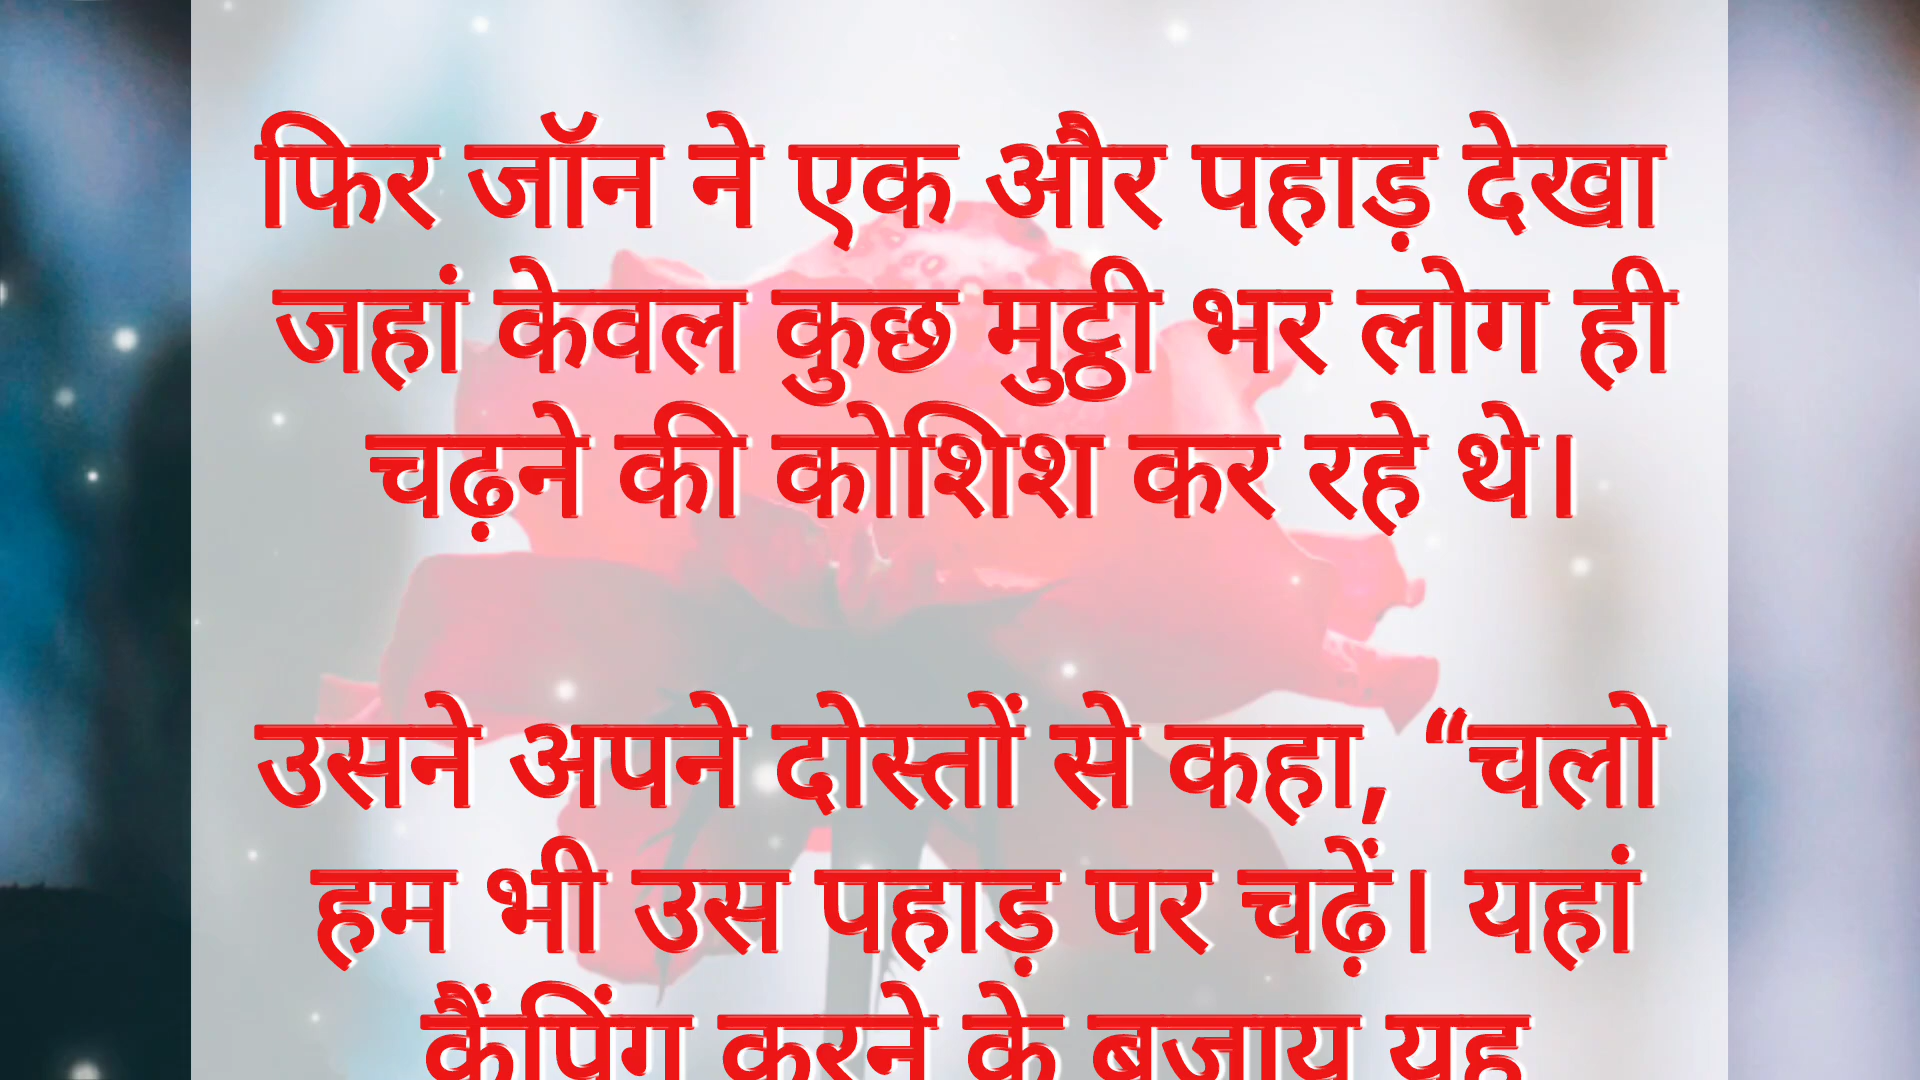 फिर जॉन ने एक और पहाड़ देखा
जहां केवल कुछ मुट्ठी भर लोग ही
चढ़ने की कोशिश कर रहे थे।
उसने अपने दोस्तों से कहा, “चलो
हम भी उस पहाड़ पर चढ़ें। यहां
कैंपिंग करने के बजाय यह